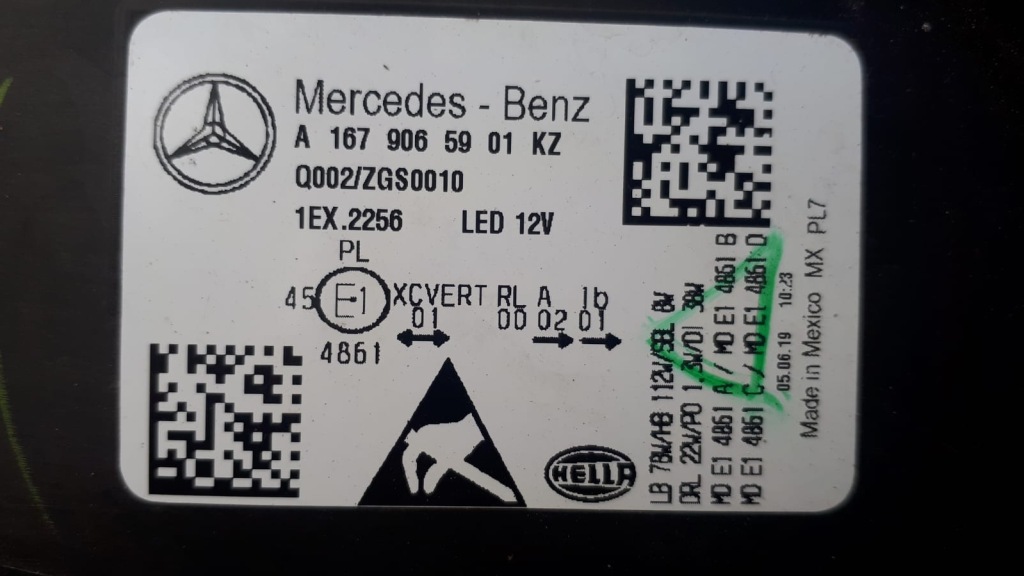 Mercedes - Benz
A 167 906 59 01 KZ
Q002/ZGS0010
1EX.2256 LED 12V
PL
45 E1 XCVERT RL A Ib
01 00 02 01
4861
HELLA
LB 78W/HB 112W/SBL 8W
DRL 22W/PO 1.3W/DI 38W
MD E1 4861 A / MD E1 4861 B
MD E1 4861 C / MD E1 4861 D
05.06.19 10:23
Made in Mexico MX PL7